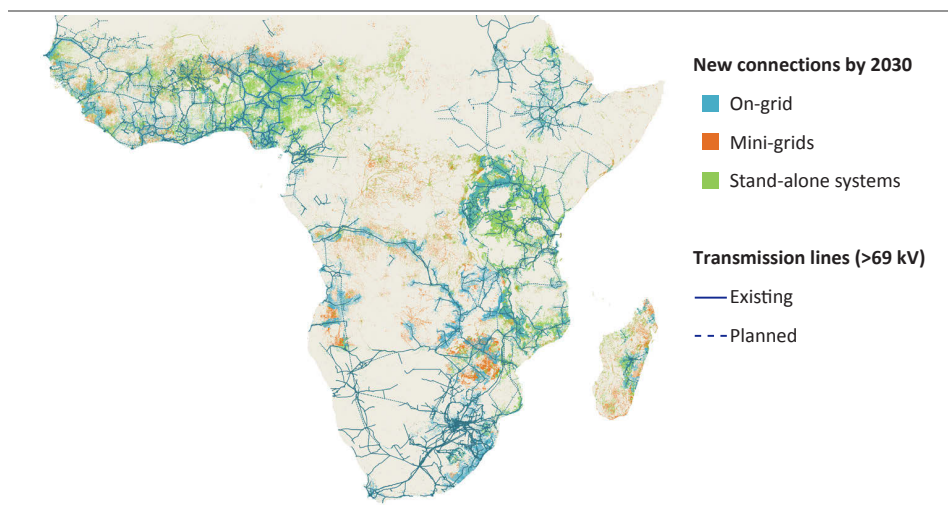 New connections by 2030
On-grid
Mini-grids
Stand-alone systems
Transmission lines (>69 kV)
Existing
Planned